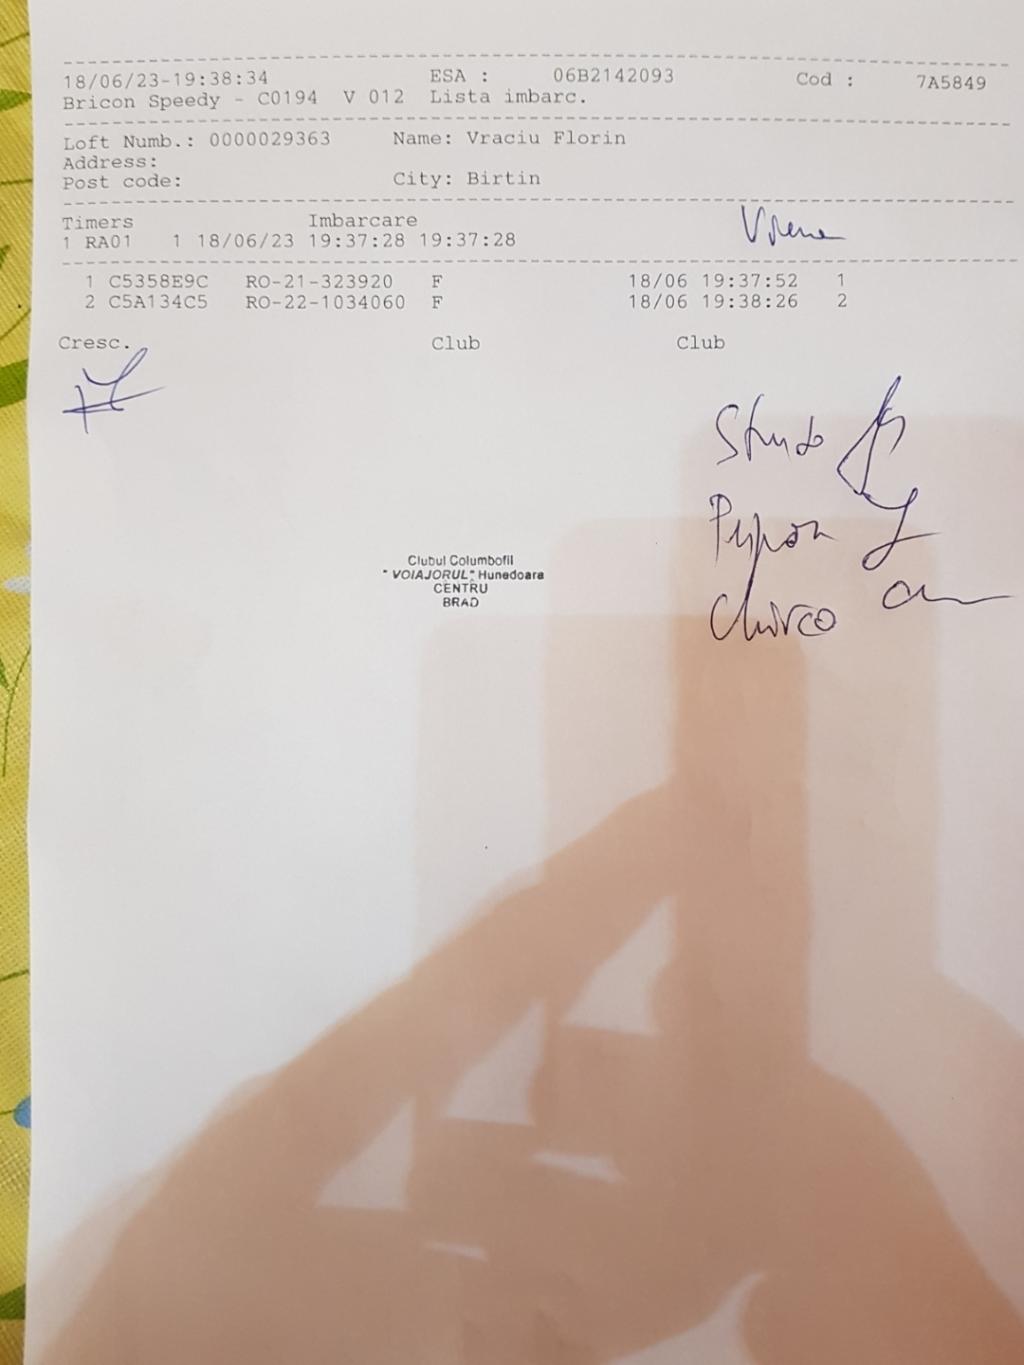 18/06/23-19:38:34 ESA : 06B2142093 Cod : 7A5849
Bricon Speedy - C0194 V 012 Lista imbarc.
Loft Numb.: 0000029363 Name: Vraciu Florin
Address:
Post code: City: Birtin
Timers Imbarcare
1 RA01 1 18/06/23 19:37:28 19:37:28
1 C5358E9C RO-21-323920 F 18/06 19:37:52 1
2 C5A134C5 RO-22-1034060 F 18/06 19:38:26 2
Cresc. Club Club
Clubul Columbofil
" VOIAJORUL" Hunedoara
CENTRU
BRAD